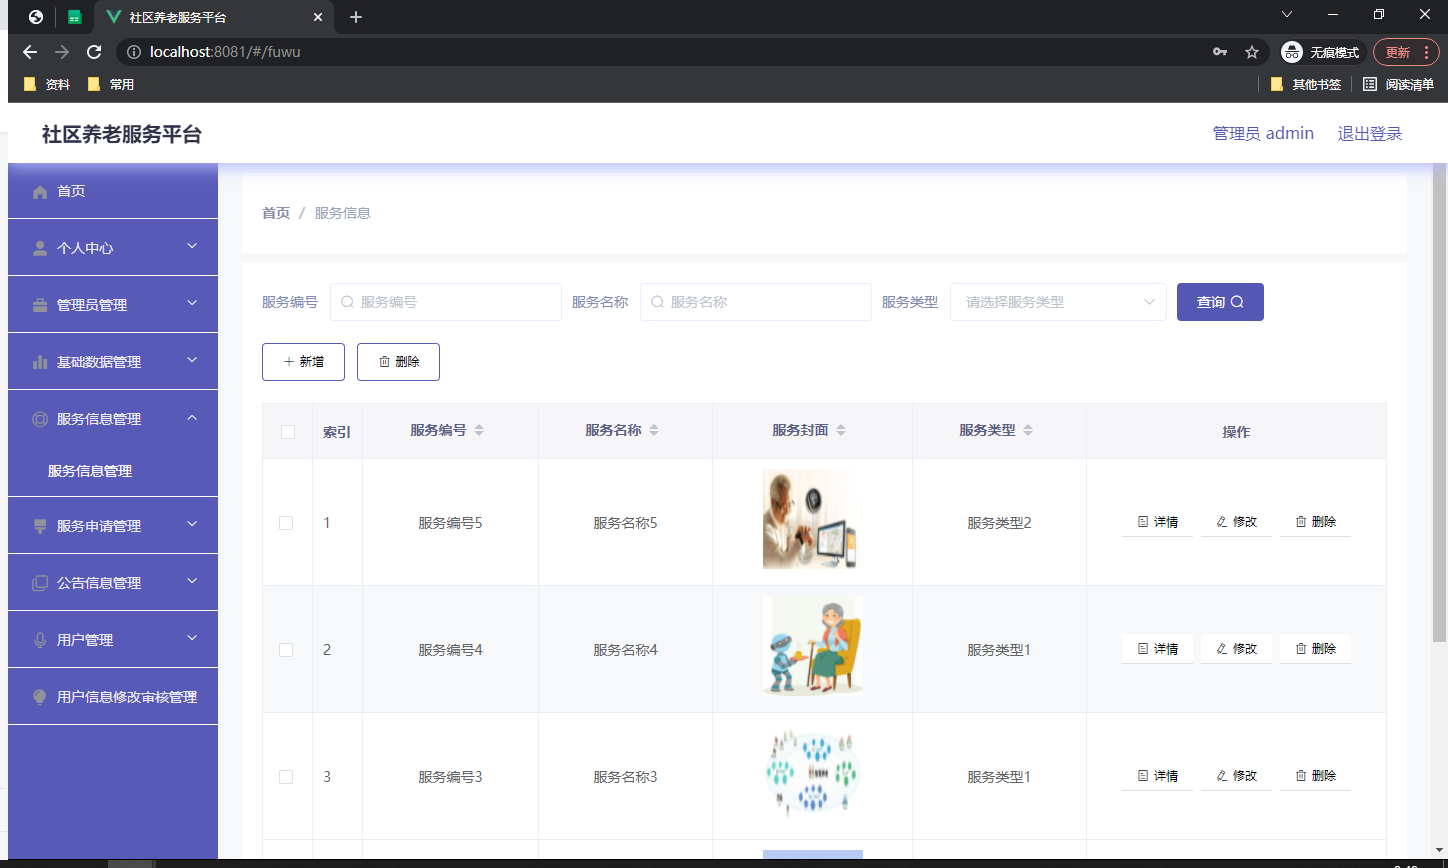 社区养老服务平台
localhost:8081/#/fuwu
无痕模式
更新
资料
常用
其他书签
阅读清单
社区养老服务平台
管理员 admin
退出登录
首页
个人中心
管理员管理
基础数据管理
服务信息管理
服务信息管理
服务申请管理
公告信息管理
用户管理
用户信息修改审核管理
首页 / 服务信息
服务编号 服务编号 服务名称 服务名称 服务类型 请选择服务类型 查询
新增 删除
索引 服务编号 服务名称 服务封面 服务类型 操作
1 服务编号5 服务名称5 服务类型2 详情 修改 删除
2 服务编号4 服务名称4 服务类型1 详情 修改 删除
3 服务编号3 服务名称3 服务类型1 详情 修改 删除